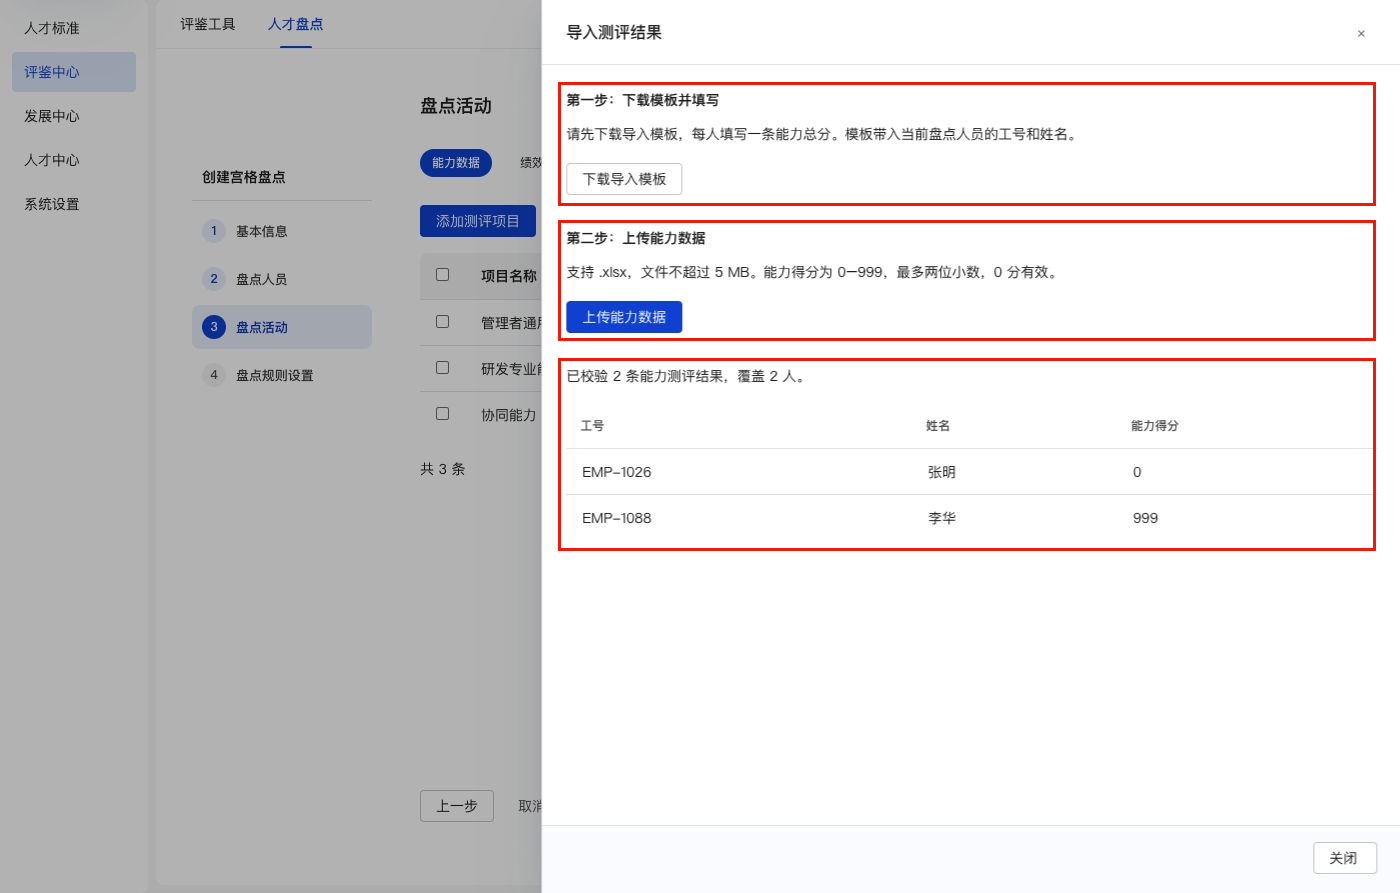 人才标准
评鉴中心
发展中心
人才中心
系统设置
评鉴工具
人才盘点
创建宫格盘点
1 基本信息
2 盘点人员
3 盘点活动
4 盘点规则设置
盘点活动
能力数据
绩效
添加测评项目
项目名称
管理者通
研发专业
协同能力
共 3 条
上一步
取消
导入测评结果
×
第一步：下载模板并填写
请先下载导入模板，每人填写一条能力总分。模板带入当前盘点人员的工号和姓名。
下载导入模板
第二步：上传能力数据
支持 .xlsx，文件不超过 5 MB。能力得分为 0—999，最多两位小数，0 分有效。
上传能力数据
已校验 2 条能力测评结果，覆盖 2 人。
工号 姓名 能力得分
EMP-1026 张明 0
EMP-1088 李华 999
关闭